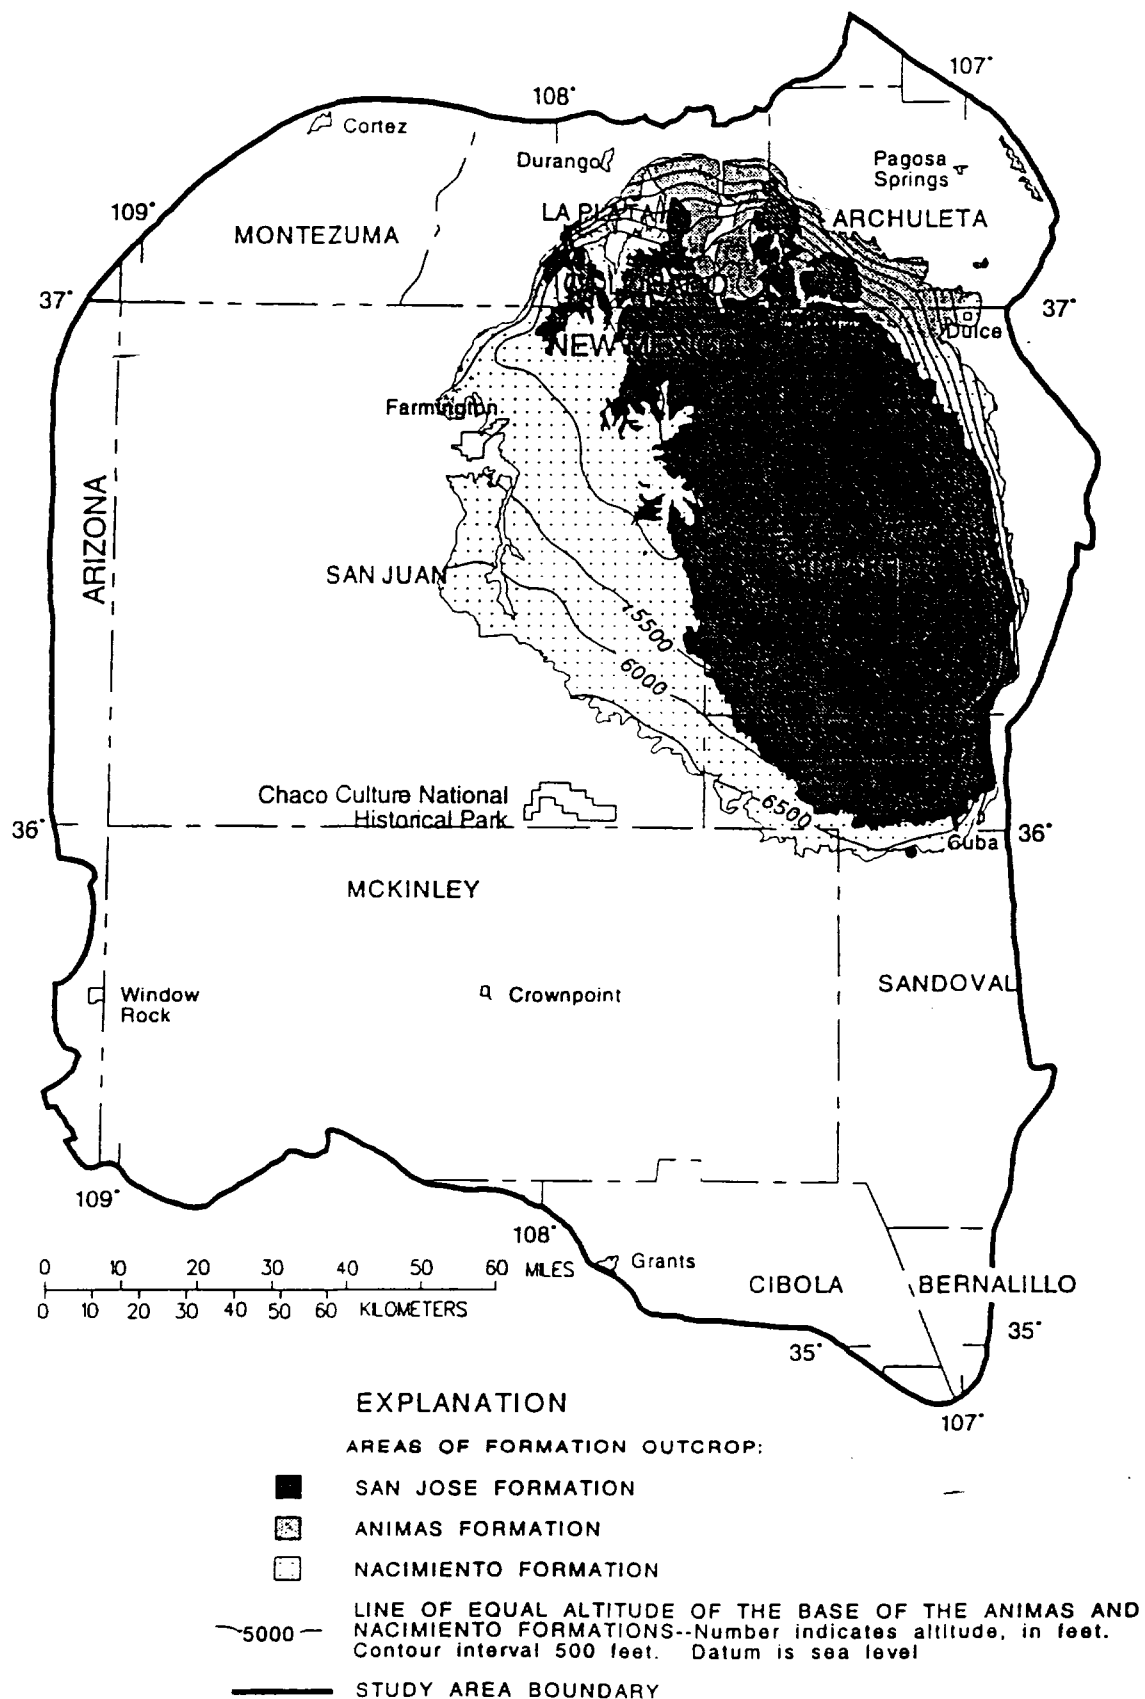 107°
108°
Cortez
Durango
Pagosa
Springs
109°
LA PLATA
ARCHULETA
MONTEZUMA
37°
37°
COLORADO
Dulce
NEW MEXICO
Farmington
ARIZONA
SAN JUAN
5500
6000
Chaco Culture National
Historical Park
6500
36°
36°
Cuba
MCKINLEY
SANDOVAL
Window
Rock
Crownpoint
109°
108°
Grants
0 10 20 30 40 50 60 MILES
0 10 20 30 40 50 60 KILOMETERS
CIBOLA
BERNALILLO
35°
35°
107°
EXPLANATION
AREAS OF FORMATION OUTCROP:
SAN JOSE FORMATION
ANIMAS FORMATION
NACIMIENTO FORMATION
5000
LINE OF EQUAL ALTITUDE OF THE BASE OF THE ANIMAS AND
NACIMIENTO FORMATIONS--Number indicates altitude, in feet.
Contour interval 500 feet. Datum is sea level
STUDY AREA BOUNDARY